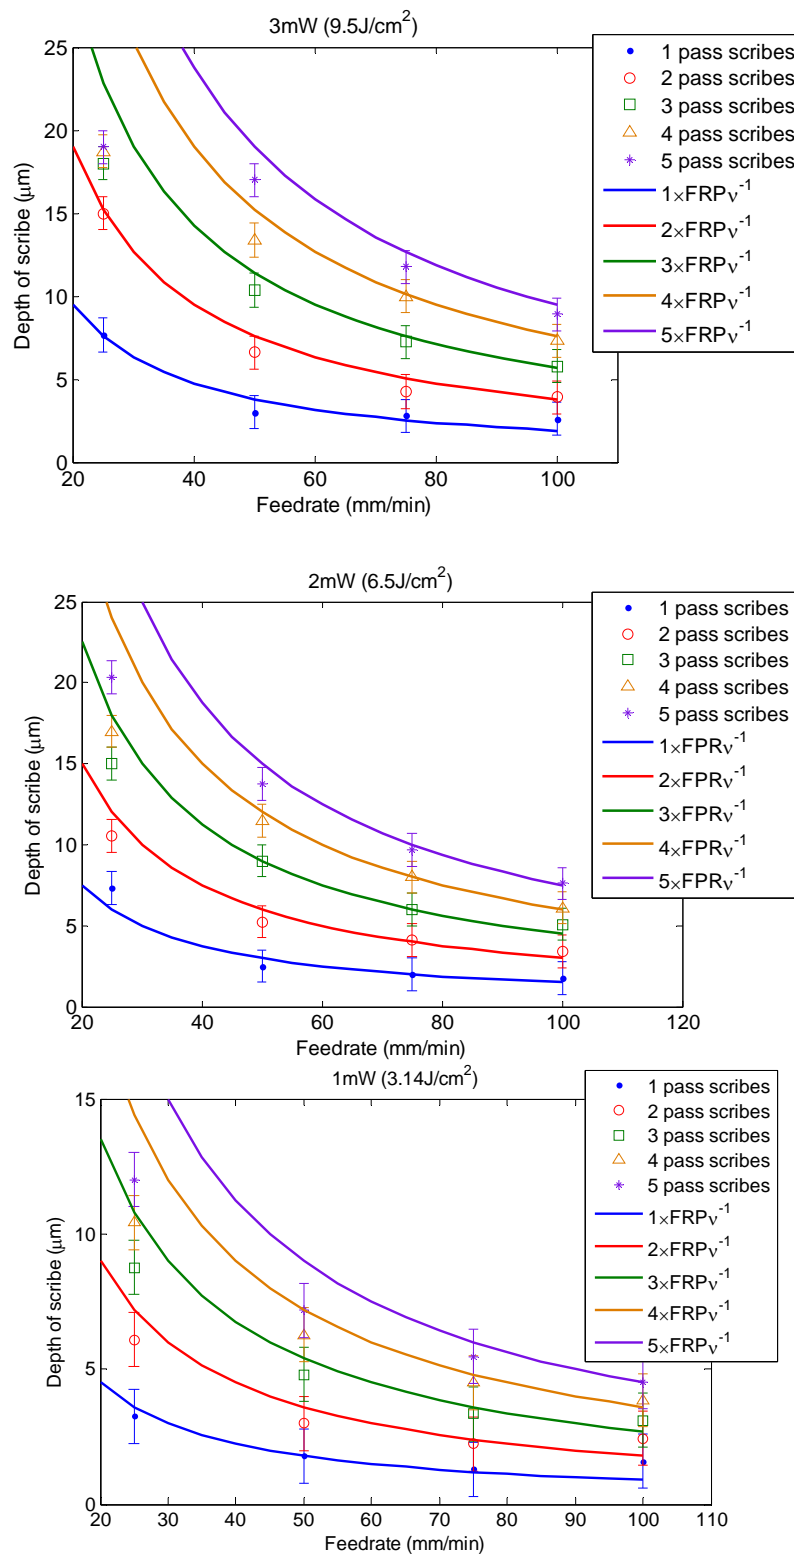 3mW (9.5J/cm²)
25
20
15
10
5
0
Depth of scribe (μm)
20 40 60 80 100
Feedrate (mm/min)
1 pass scribes
2 pass scribes
3 pass scribes
4 pass scribes
5 pass scribes
1×FRPν⁻¹
2×FRPν⁻¹
3×FRPν⁻¹
4×FRPν⁻¹
5×FRPν⁻¹
2mW (6.5J/cm²)
25
20
15
10
5
0
Depth of scribe (μm)
20 40 60 80 100 120
Feedrate (mm/min)
1 pass scribes
2 pass scribes
3 pass scribes
4 pass scribes
5 pass scribes
1×FPRν⁻¹
2×FPRν⁻¹
3×FPRν⁻¹
4×FPRν⁻¹
5×FPRν⁻¹
1mW (3.14J/cm²)
15
10
5
0
Depth of scribe (μm)
20 30 40 50 60 70 80 90 100 110
Feedrate (mm/min)
1 pass scribes
2 pass scribes
3 pass scribes
4 pass scribes
5 pass scribes
1×FRPν⁻¹
2×FRPν⁻¹
3×FRPν⁻¹
4×FRPν⁻¹
5×FRPν⁻¹